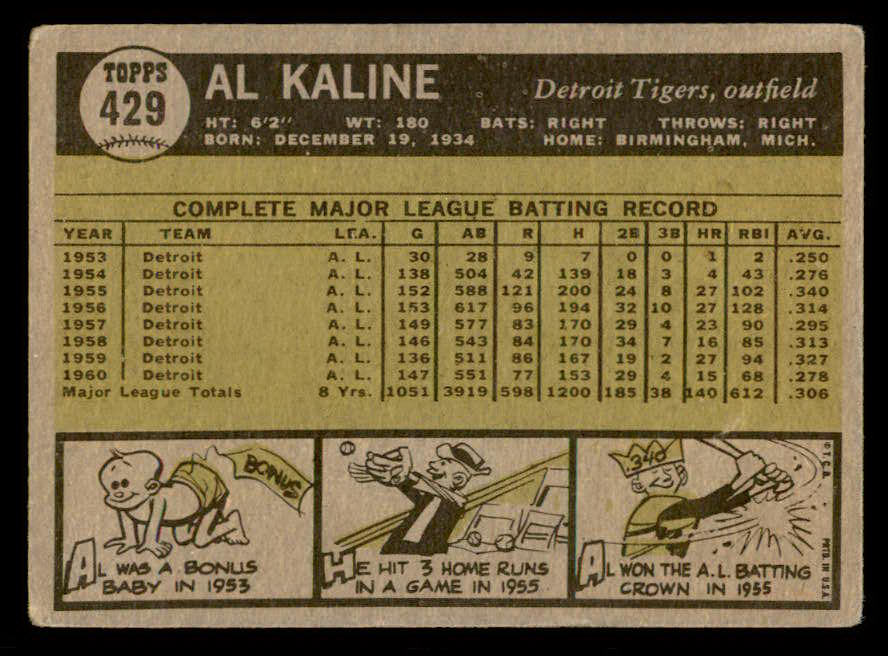 TOPPS
429
AL KALINE Detroit Tigers, outfield
HT: 6'2" WT: 180 BATS: RIGHT THROWS: RIGHT
BORN: DECEMBER 19, 1934 HOME: BIRMINGHAM, MICH.
COMPLETE MAJOR LEAGUE BATTING RECORD
YEAR TEAM LEA. G AB R H 2B 3B HR RBI AVG.
1953 Detroit A. L. 30 28 9 7 0 0 1 2 .250
1954 Detroit A. L. 138 504 42 139 18 3 4 43 .276
1955 Detroit A. L. 152 588 121 200 24 8 27 102 .340
1956 Detroit A. L. 153 617 96 194 32 10 27 128 .314
1957 Detroit A. L. 149 577 83 170 29 4 23 90 .295
1958 Detroit A. L. 146 543 84 170 34 7 16 85 .313
1959 Detroit A. L. 136 511 86 167 19 2 27 94 .327
1960 Detroit A. L. 147 551 77 153 29 4 15 68 .278
Major League Totals 8 Yrs. 1051 3919 598 1200 185 38 140 612 .306
BONUS
AL WAS A BONUS
BABY IN 1953
HE HIT 3 HOME RUNS
IN A GAME IN 1955
.340
AL WON THE A.L. BATTING
CROWN IN 1955
© T.C.G. PRTD. IN U.S.A.